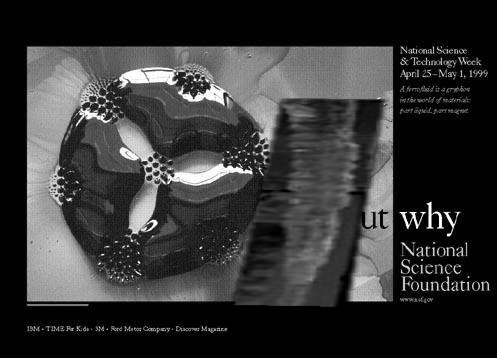 National Science
& Technology Week
April 25–May 1, 1999
A ferrofluid is a gryphon
in the world of materials:
part liquid, part magnet.
ut why
National
Science
Foundation
www.nsf.gov
IBM • TIME For Kids • 3M • Ford Motor Company • Discover Magazine